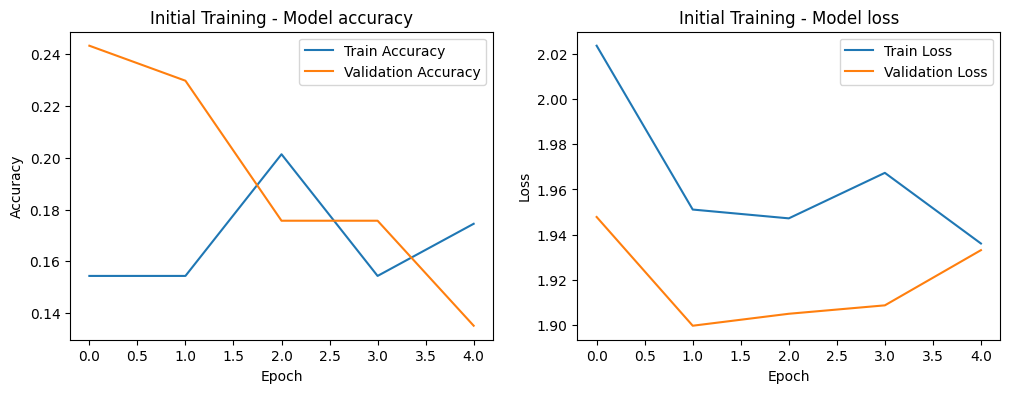 Initial Training - Model accuracy
Train Accuracy
Validation Accuracy
Accuracy
0.24
0.22
0.20
0.18
0.16
0.14
0.0 0.5 1.0 1.5 2.0 2.5 3.0 3.5 4.0
Epoch
Initial Training - Model loss
Train Loss
Validation Loss
Loss
2.02
2.00
1.98
1.96
1.94
1.92
1.90
0.0 0.5 1.0 1.5 2.0 2.5 3.0 3.5 4.0
Epoch